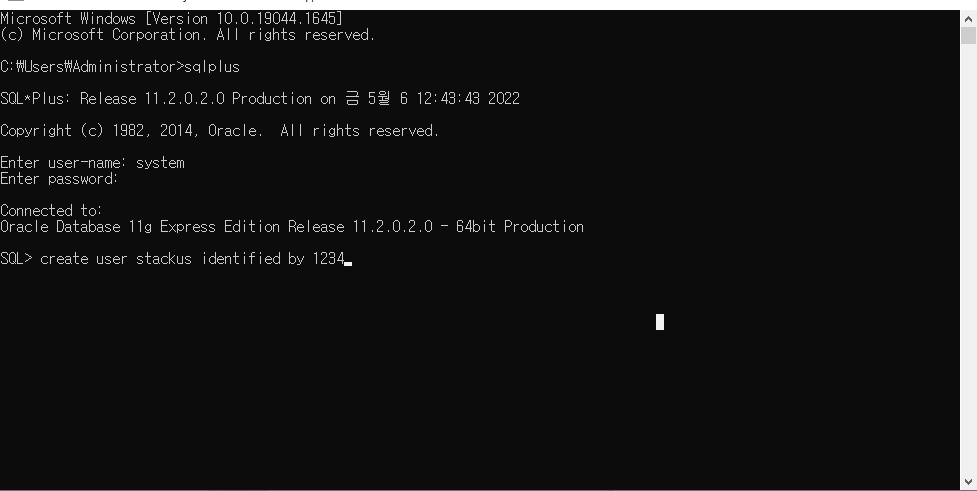 Microsoft Windows [Version 10.0.19044.1645]
(c) Microsoft Corporation. All rights reserved.
C:₩Users₩Administrator>sqlplus
SQL*Plus: Release 11.2.0.2.0 Production on 금 5월 6 12:43:43 2022
Copyright (c) 1982, 2014, Oracle.  All rights reserved.
Enter user-name: system
Enter password:
Connected to:
Oracle Database 11g Express Edition Release 11.2.0.2.0 - 64bit Production
SQL> create user stackus identified by 1234